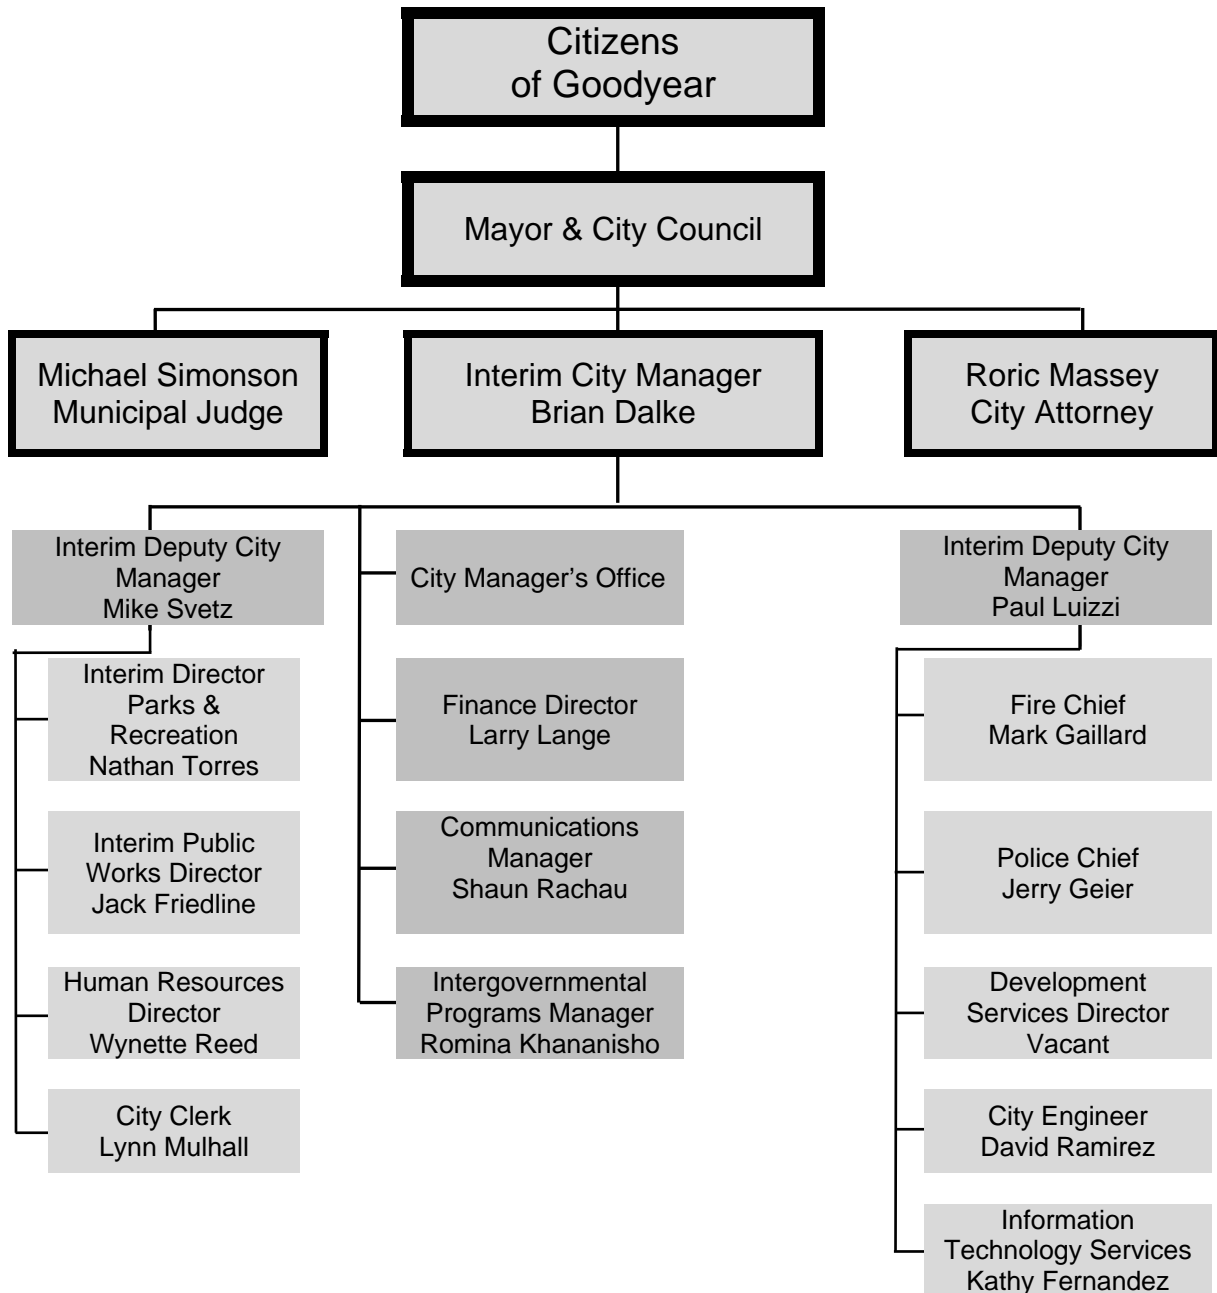 Citizens
of Goodyear
Mayor & City Council
Michael Simonson
Municipal Judge
Interim City Manager
Brian Dalke
Roric Massey
City Attorney
Interim Deputy City
Manager
Mike Svetz
Interim Director
Parks &
Recreation
Nathan Torres
Interim Public
Works Director
Jack Friedline
Human Resources
Director
Wynette Reed
City Clerk
Lynn Mulhall
City Manager’s Office
Finance Director
Larry Lange
Communications
Manager
Shaun Rachau
Intergovernmental
Programs Manager
Romina Khananisho
Interim Deputy City
Manager
Paul Luizzi
Fire Chief
Mark Gaillard
Police Chief
Jerry Geier
Development
Services Director
Vacant
City Engineer
David Ramirez
Information
Technology Services
Kathy Fernandez